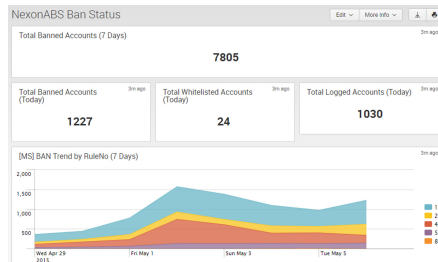 NexonABS Ban Status
Edit
More Info
Total Banned Accounts (7 Days)
3m ago
7805
Total Banned Accounts (Today)
3m ago
1227
Total Whitelisted Accounts (Today)
3m ago
24
Total Logged Accounts (Today)
3m ago
1030
[MS] BAN Trend by RuleNo (7 Days)
3m ago
2,000
1,500
1,000
500
1
2
4
5
8
Wed Apr 29
2015
Fri May 1
Sun May 3
Tue May 5